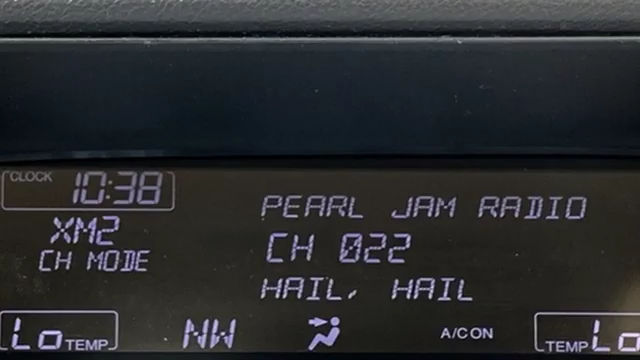 CLOCK 10:38
XM2
CH MODE
PEARL JAM RADIO
CH 022
HAIL, HAIL
Lo TEMP NW A/C ON TEMP Lo